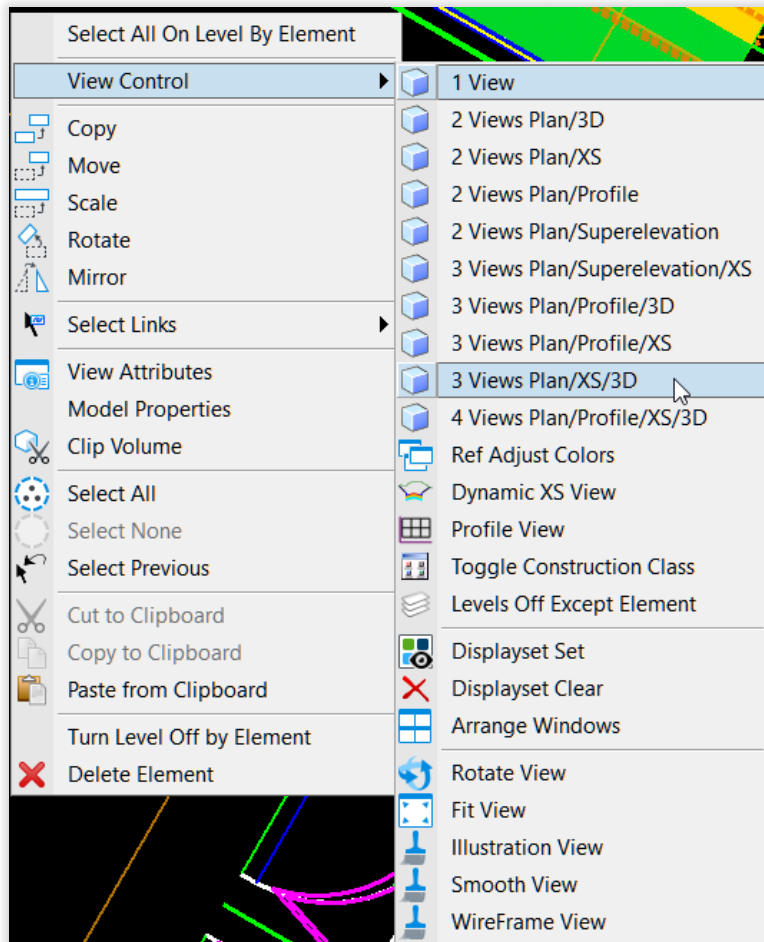 Select All On Level By Element
View Control
Copy
Move
Scale
Rotate
Mirror
Select Links
View Attributes
Model Properties
Clip Volume
Select All
Select None
Select Previous
Cut to Clipboard
Copy to Clipboard
Paste from Clipboard
Turn Level Off by Element
Delete Element
1 View
2 Views Plan/3D
2 Views Plan/XS
2 Views Plan/Profile
2 Views Plan/Superelevation
3 Views Plan/Superelevation/XS
3 Views Plan/Profile/3D
3 Views Plan/Profile/XS
3 Views Plan/XS/3D
4 Views Plan/Profile/XS/3D
Ref Adjust Colors
Dynamic XS View
Profile View
Toggle Construction Class
Levels Off Except Element
Displayset Set
Displayset Clear
Arrange Windows
Rotate View
Fit View
Illustration View
Smooth View
WireFrame View